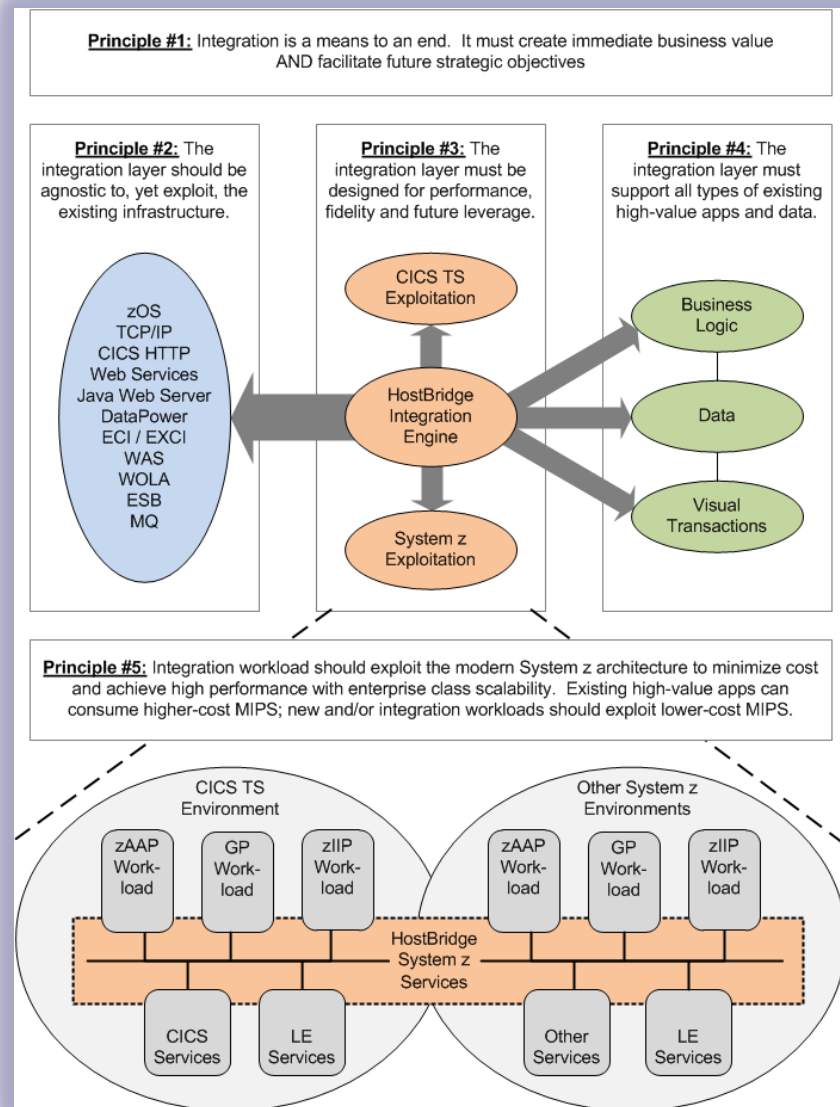 Principle #1: Integration is a means to an end. It must create immediate business value
AND facilitate future strategic objectives
Principle #2: The
integration layer should be
agnostic to, yet exploit, the
existing infrastructure.
zOS
TCP/IP
CICS HTTP
Web Services
Java Web Server
DataPower
ECI / EXCI
WAS
WOLA
ESB
MQ
Principle #3: The
integration layer must be
designed for performance,
fidelity and future leverage.
CICS TS
Exploitation
HostBridge
Integration
Engine
System z
Exploitation
Principle #4: The
integration layer must
support all types of existing
high-value apps and data.
Business
Logic
Data
Visual
Transactions
Principle #5: Integration workload should exploit the modern System z architecture to minimize cost
and achieve high performance with enterprise class scalability. Existing high-value apps can
consume higher-cost MIPS; new and/or integration workloads should exploit lower-cost MIPS.
CICS TS
Environment
zAAP
Work-
load
GP
Work-
load
zIIP
Work-
load
Other System z
Environments
zAAP
Work-
load
GP
Work-
load
zIIP
Work-
load
HostBridge
System z
Services
CICS
Services
LE
Services
Other
Services
LE
Services